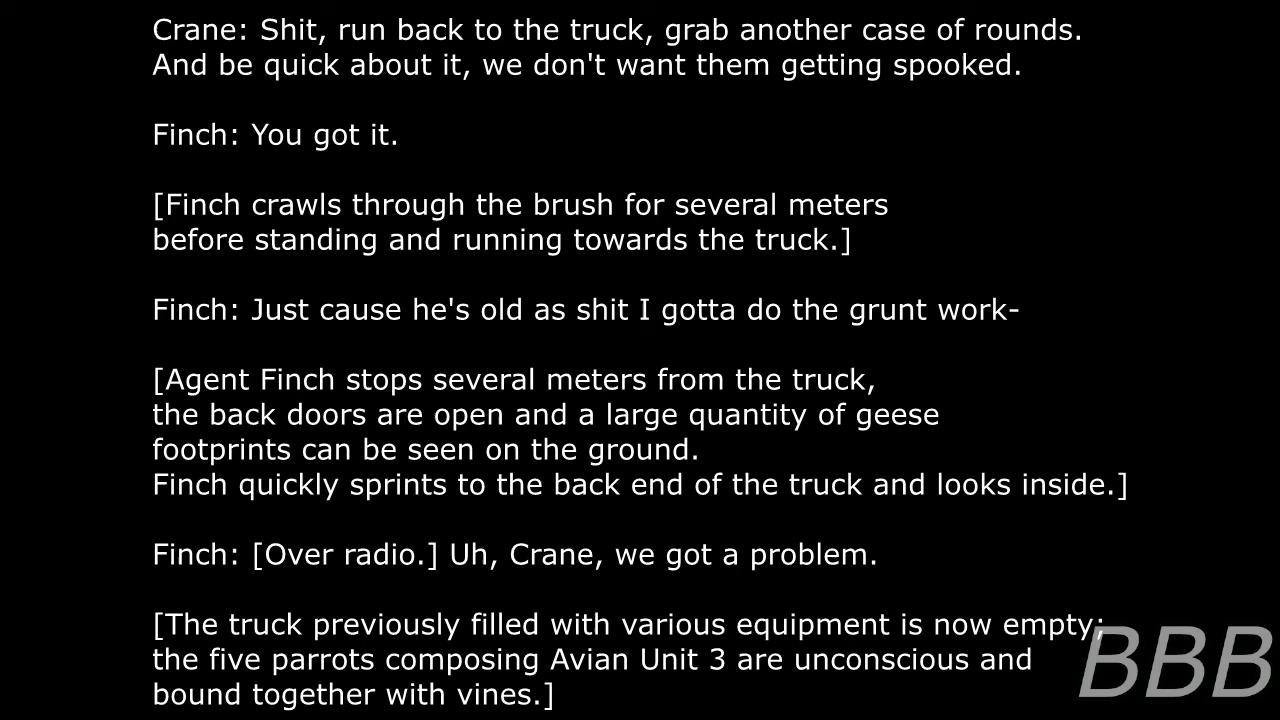 Crane: Shit, run back to the truck, grab another case of rounds.
And be quick about it, we don't want them getting spooked.
Finch: You got it.
[Finch crawls through the brush for several meters
before standing and running towards the truck.]
Finch: Just cause he's old as shit I gotta do the grunt work-
[Agent Finch stops several meters from the truck,
the back doors are open and a large quantity of geese
footprints can be seen on the ground.
Finch quickly sprints to the back end of the truck and looks inside.]
Finch: [Over radio.] Uh, Crane, we got a problem.
[The truck previously filled with various equipment is now empty;
the five parrots composing Avian Unit 3 are unconscious and
bound together with vines.]
BBB